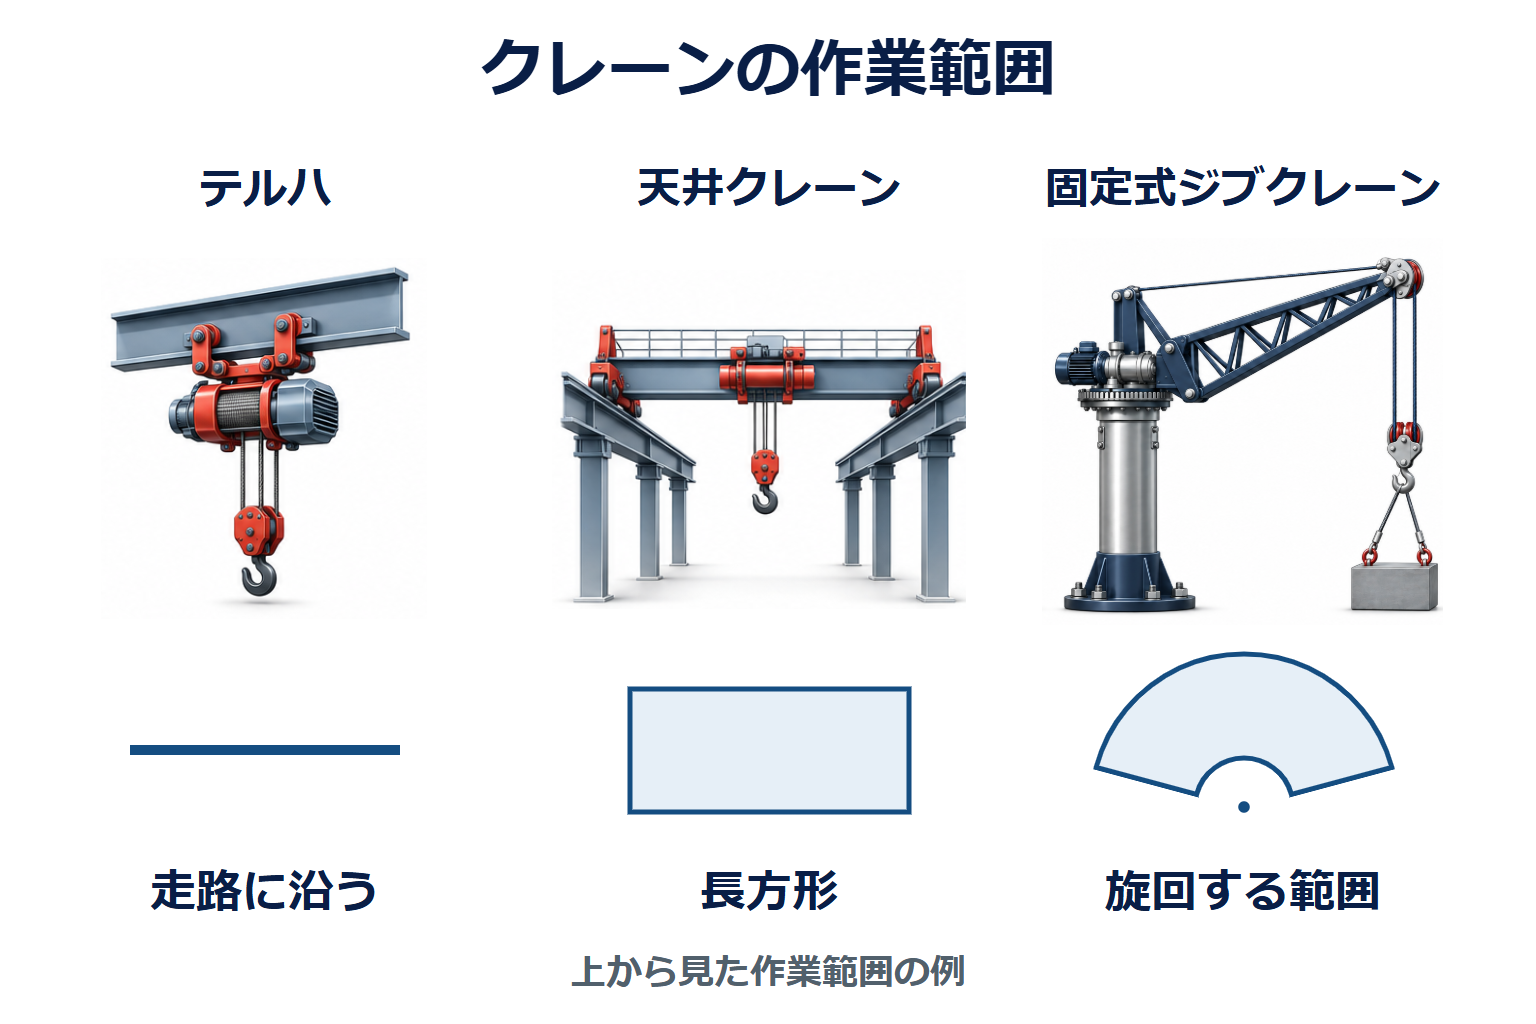 クレーンの作業範囲
テルハ
天井クレーン
固定式ジブクレーン
走路に沿う
長方形
旋回する範囲
上から見た作業範囲の例